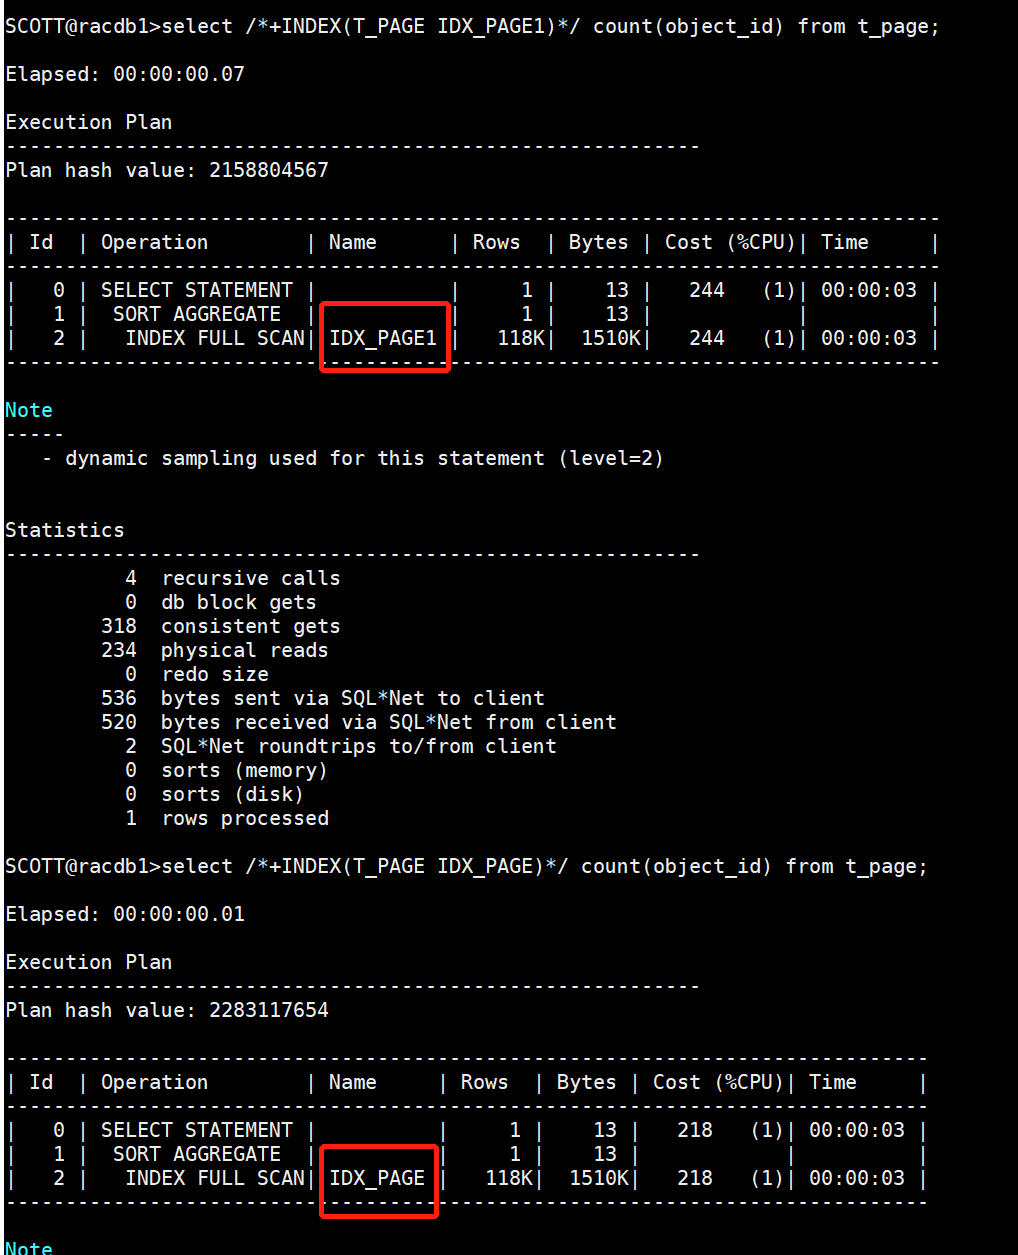 SCOTT@racdb1>select /*+INDEX(T_PAGE IDX_PAGE1)*/ count(object_id) from t_page;
Elapsed: 00:00:00.07
Execution Plan
----------------------------------------------------------
Plan hash value: 2158804567
------------------------------------------------------------------------------
| Id  | Operation        | Name      | Rows  | Bytes | Cost (%CPU)| Time     |
------------------------------------------------------------------------------
|   0 | SELECT STATEMENT |           |     1 |    13 |   244   (1)| 00:00:03 |
|   1 |  SORT AGGREGATE  |           |     1 |    13 |            |          |
|   2 |   INDEX FULL SCAN| IDX_PAGE1 |   118K|  1510K|   244   (1)| 00:00:03 |
------------------------------------------------------------------------------
Note
-----
   - dynamic sampling used for this statement (level=2)
Statistics
----------------------------------------------------------
          4  recursive calls
          0  db block gets
        318  consistent gets
        234  physical reads
          0  redo size
        536  bytes sent via SQL*Net to client
        520  bytes received via SQL*Net from client
          2  SQL*Net roundtrips to/from client
          0  sorts (memory)
          0  sorts (disk)
          1  rows processed
SCOTT@racdb1>select /*+INDEX(T_PAGE IDX_PAGE)*/ count(object_id) from t_page;
Elapsed: 00:00:00.01
Execution Plan
----------------------------------------------------------
Plan hash value: 2283117654
-----------------------------------------------------------------------------
| Id  | Operation        | Name     | Rows  | Bytes | Cost (%CPU)| Time     |
-----------------------------------------------------------------------------
|   0 | SELECT STATEMENT |          |     1 |    13 |   218   (1)| 00:00:03 |
|   1 |  SORT AGGREGATE  |          |     1 |    13 |            |          |
|   2 |   INDEX FULL SCAN| IDX_PAGE |   118K|  1510K|   218   (1)| 00:00:03 |
-----------------------------------------------------------------------------
Note